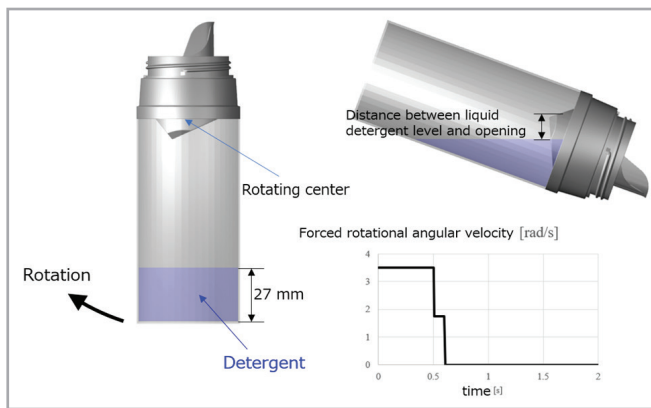 Distance between liquid
detergent level and opening
Rotating center
Forced rotational angular velocity [rad/s]
Rotation
27 mm
Detergent
4
3
2
1
0
0
0.5
1
1.5
2
time [s]